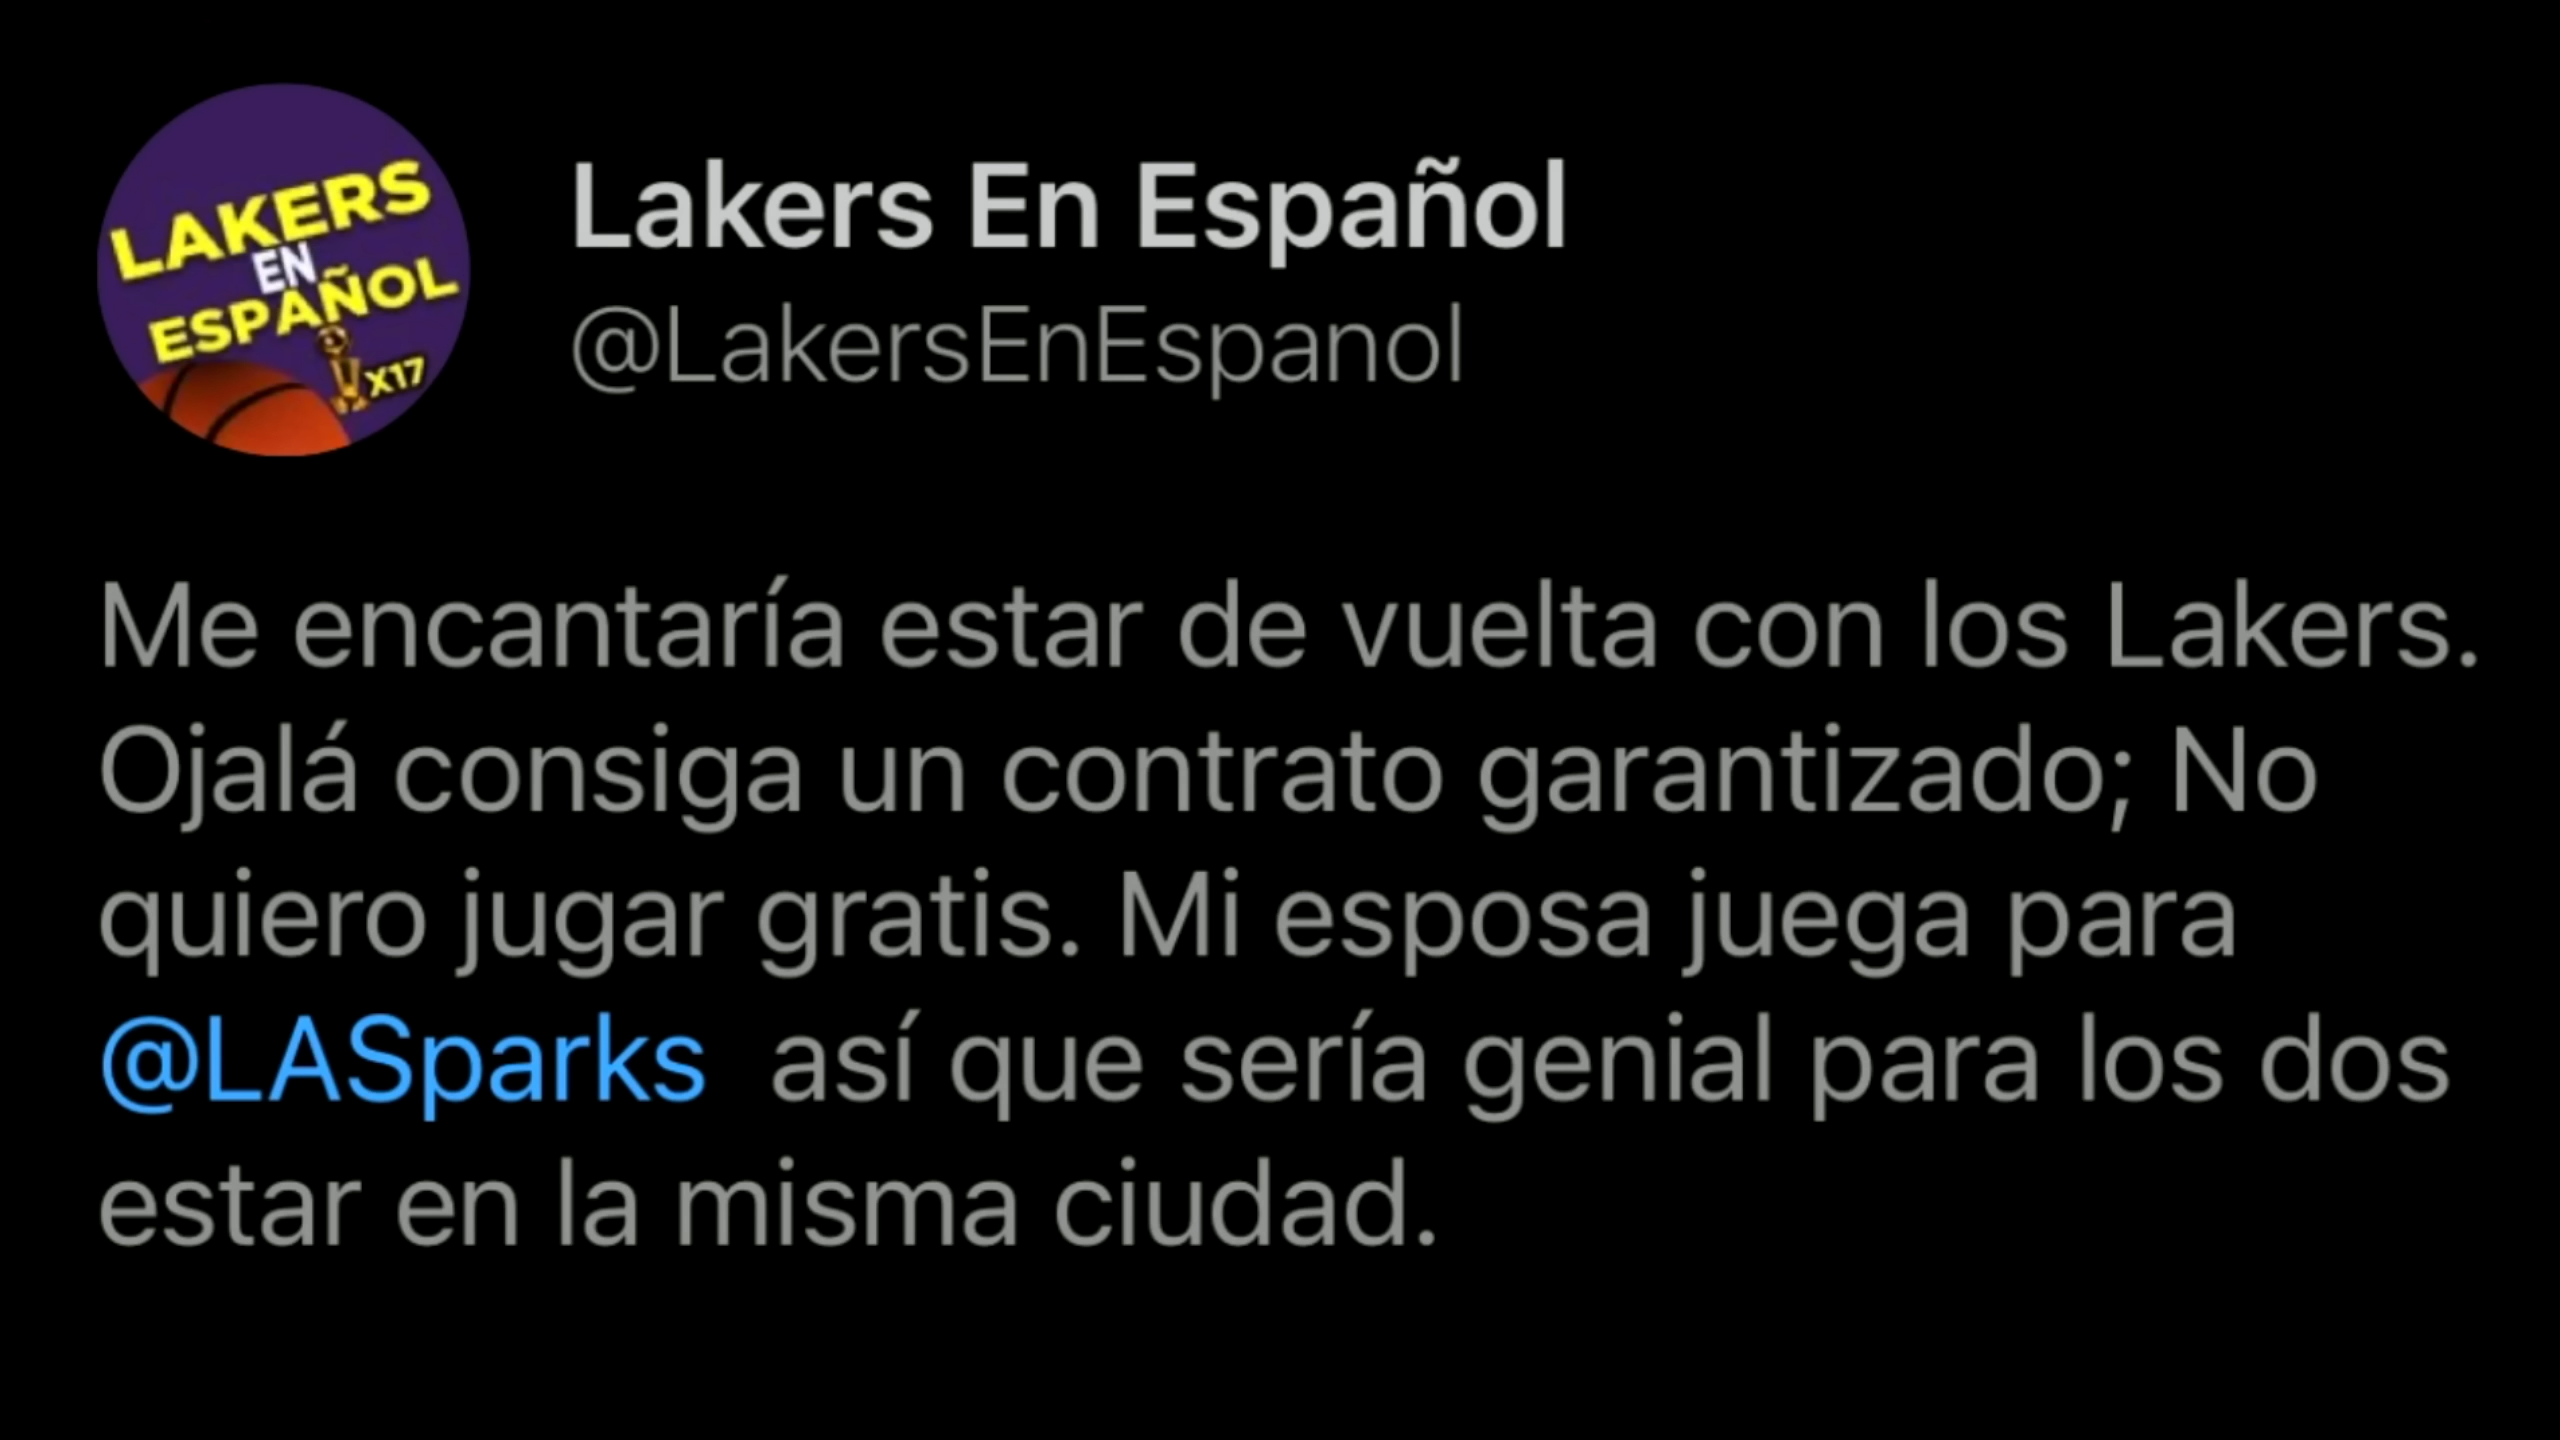 LAKERS
EN
ESPAÑOL
X17
Lakers En Español
@LakersEnEspanol
Me encantaría estar de vuelta con los Lakers.
Ojalá consiga un contrato garantizado; No
quiero jugar gratis. Mi esposa juega para
@LASparks así que sería genial para los dos
estar en la misma ciudad.